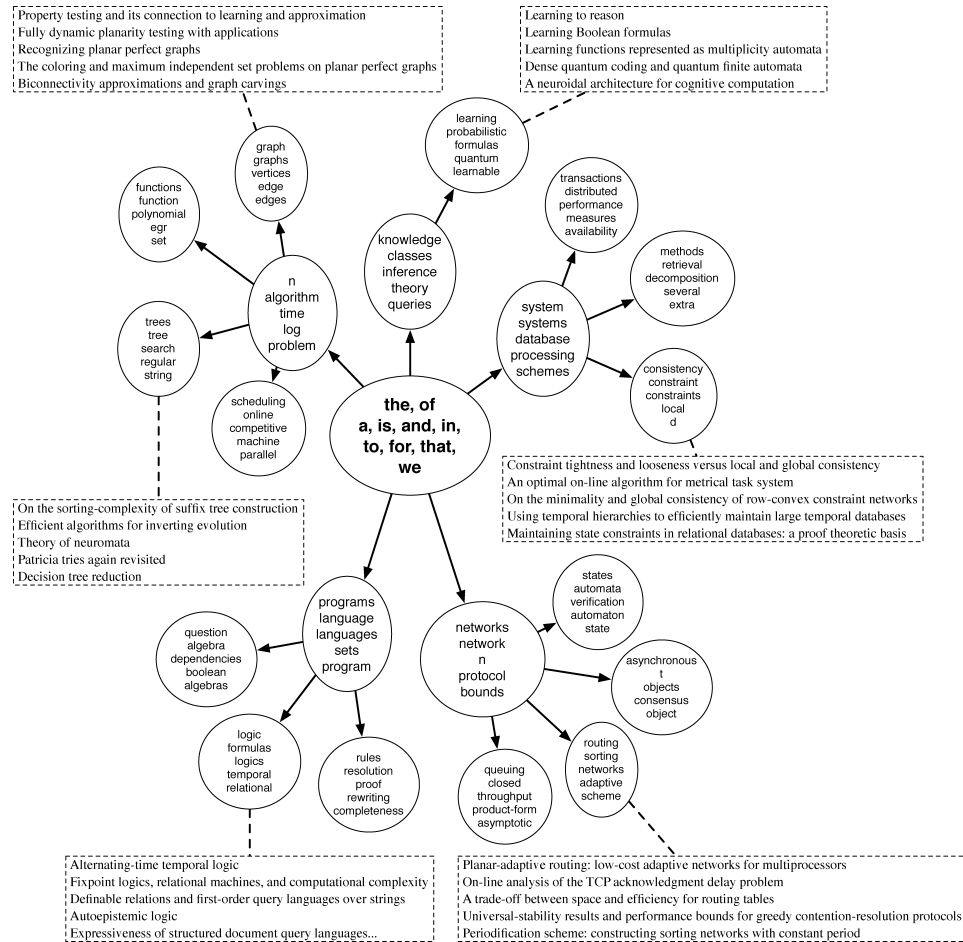 Property testing and its connection to learning and approximation
Fully dynamic planarity testing with applications
Recognizing planar perfect graphs
The coloring and maximum independent set problems on planar perfect graphs
Biconnectivity approximations and graph carvings
Learning to reason
Learning Boolean formulas
Learning functions represented as multiplicity automata
Dense quantum coding and quantum finite automata
A neuroidal architecture for cognitive computation
graph
graphs
vertices
edge
edges
learning
probabilistic
formulas
quantum
learnable
functions
function
polynomial
egr
set
transactions
distributed
performance
measures
availability
knowledge
classes
inference
theory
queries
methods
retrieval
decomposition
several
extra
n
algorithm
time
log
problem
system
systems
database
processing
schemes
trees
tree
search
regular
string
consistency
constraint
constraints
local
d
scheduling
online
competitive
machine
parallel
the, of
a, is, and, in,
to, for, that,
we
Constraint tightness and looseness versus local and global consistency
An optimal on-line algorithm for metrical task system
On the minimality and global consistency of row-convex constraint networks
Using temporal hierarchies to efficiently maintain large temporal databases
Maintaining state constraints in relational databases: a proof theoretic basis
On the sorting-complexity of suffix tree construction
Efficient algorithms for inverting evolution
Theory of neuromata
Patricia tries again revisited
Decision tree reduction
programs
language
languages
sets
program
networks
network
n
protocol
bounds
states
automata
verification
automaton
state
question
algebra
dependencies
boolean
algebras
asynchronous
t
objects
consensus
object
logic
formulas
logics
temporal
relational
rules
resolution
proof
rewriting
completeness
queuing
closed
throughput
product-form
asymptotic
routing
sorting
networks
adaptive
scheme
Alternating-time temporal logic
Fixpoint logics, relational machines, and computational complexity
Definable relations and first-order query languages over strings
Autoepistemic logic
Expressiveness of structured document query languages...
Planar-adaptive routing: low-cost adaptive networks for multiprocessors
On-line analysis of the TCP acknowledgment delay problem
A trade-off between space and efficiency for routing tables
Universal-stability results and performance bounds for greedy contention-resolution protocols
Periodification scheme: constructing sorting networks with constant period